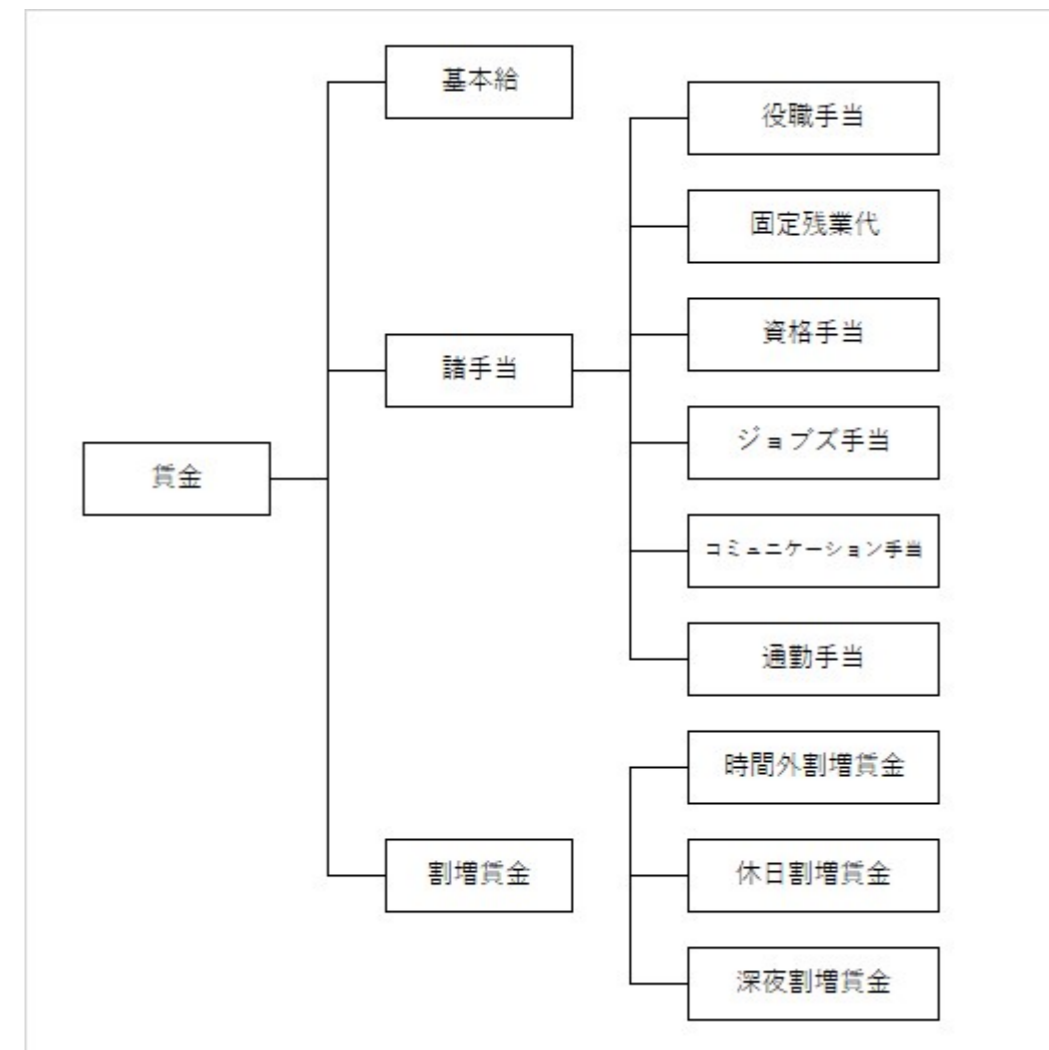 賃金
基本給
諸手当
役職手当
固定残業代
資格手当
ジョブズ手当
コミュニケーション手当
通勤手当
割増賃金
時間外割増賃金
休日割増賃金
深夜割増賃金